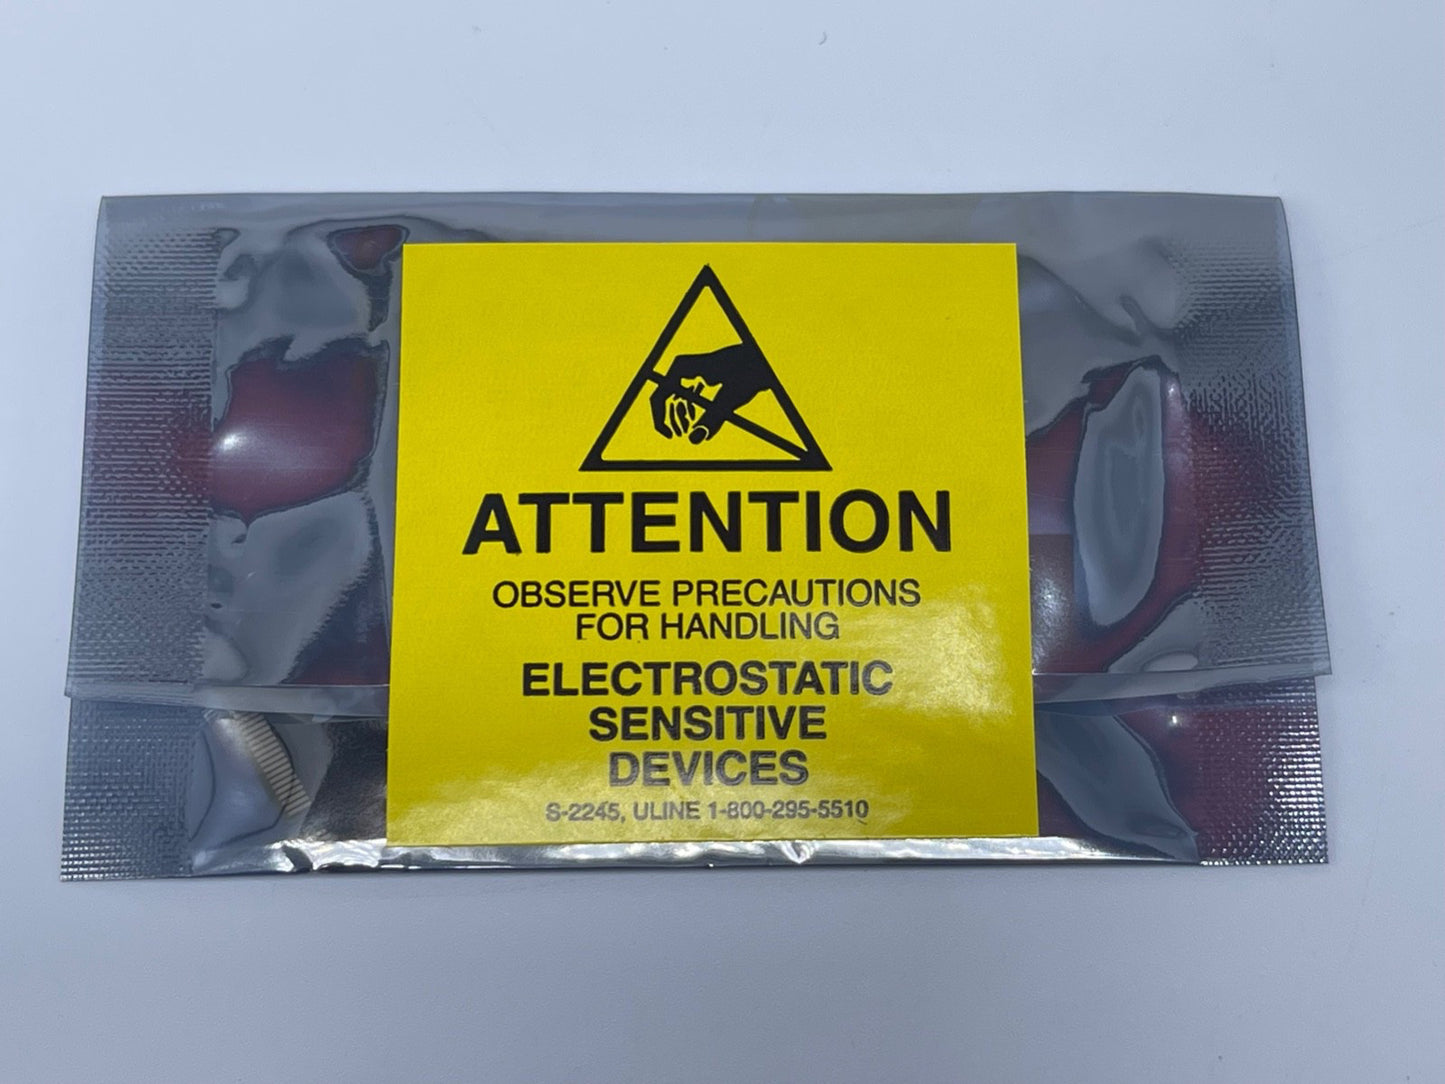 ATTENTION
OBSERVE PRECAUTIONS
FOR HANDLING
ELECTROSTATIC
SENSITIVE
DEVICES
S-2245, ULINE 1-800-295-5510